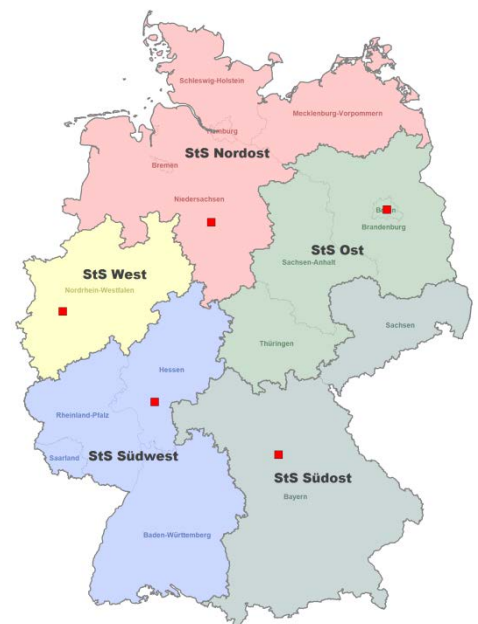 Schleswig-Holstein
Mecklenburg-Vorpommern
Hamburg
StS Nordost
Bremen
Niedersachsen
Berlin
Brandenburg
StS Ost
Sachsen-Anhalt
StS West
Nordrhein-Westfalen
Sachsen
Thüringen
Hessen
Rheinland-Pfalz
StS Südwest
Saarland
StS Südost
Bayern
Baden-Württemberg